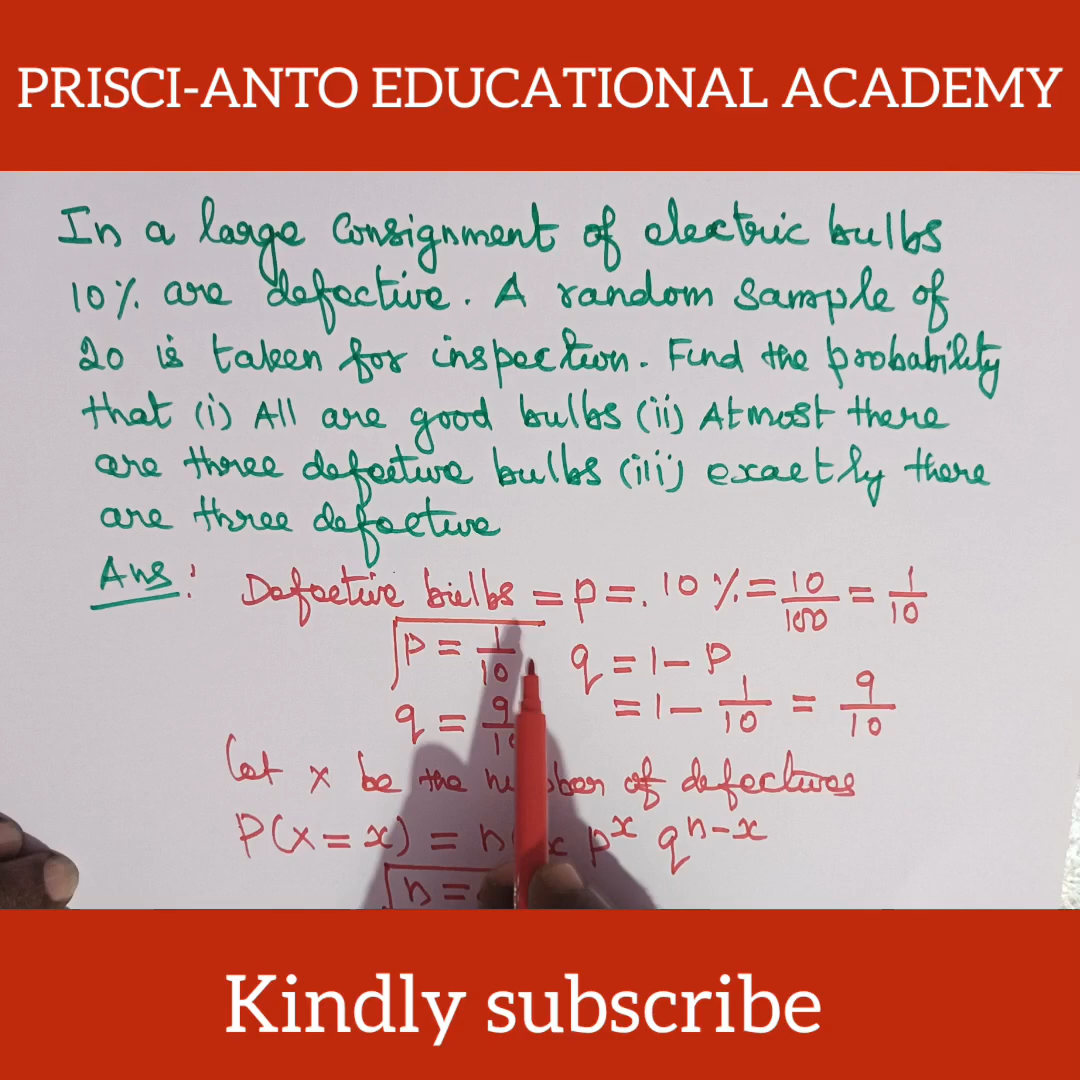 PRISCI-ANTO EDUCATIONAL ACADEMY
In a large consignment of electric bulbs
10% are defective. A random sample of
20 is taken for inspection. Find the probability
that (i) All are good bulbs (ii) Atmost there
are three defective bulbs (iii) exactly there
are three defective
Ans: Defective bulbs = p = . 10% = 10/100 = 1/10
p = 1/10 q = 1 - p
q = 9/10 = 1 - 1/10 = 9/10
Let x be the number of defectives
P(x = x) = n x p^x q^n-x
n =
Kindly subscribe